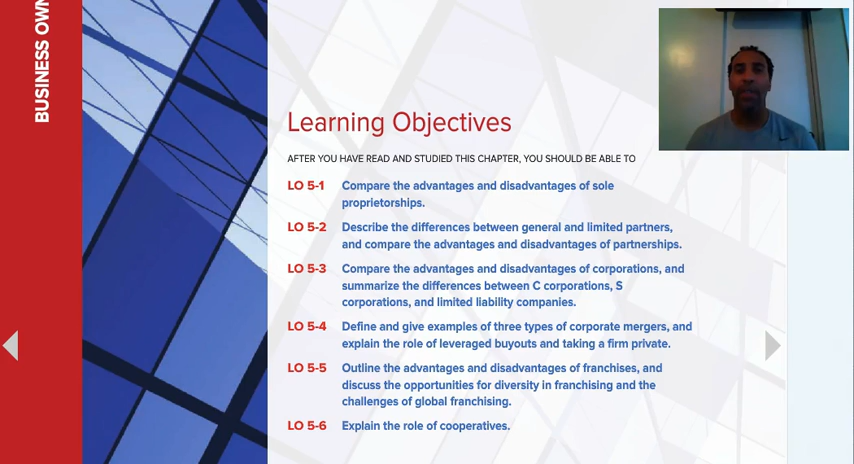 BUSINESS
Learning Objectives
AFTER YOU HAVE READ AND STUDIED THIS CHAPTER, YOU SHOULD BE ABLE TO
LO 5-1 Compare the advantages and disadvantages of sole
proprietorships.
LO 5-2 Describe the differences between general and limited partners,
and compare the advantages and disadvantages of partnerships.
LO 5-3 Compare the advantages and disadvantages of corporations, and
summarize the differences between C corporations, S
corporations, and limited liability companies.
LO 5-4 Define and give examples of three types of corporate mergers, and
explain the role of leveraged buyouts and taking a firm private.
LO 5-5 Outline the advantages and disadvantages of franchises, and
discuss the opportunities for diversity in franchising and the
challenges of global franchising.
LO 5-6 Explain the role of cooperatives.